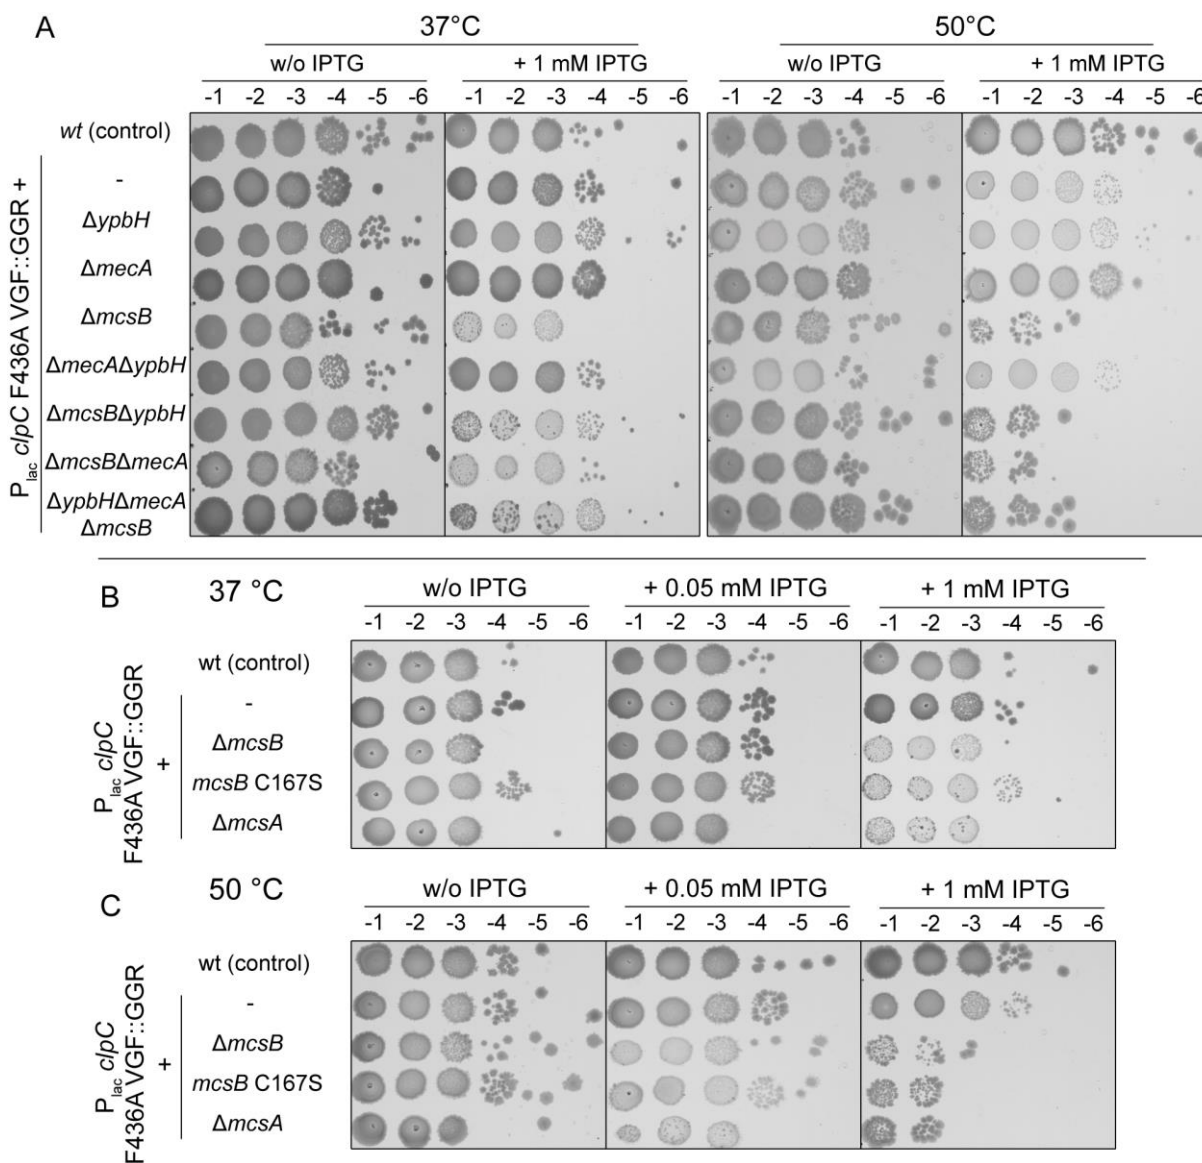 A
37°C
50°C
w/o IPTG
+ 1 mM IPTG
w/o IPTG
+ 1 mM IPTG
-1 -2 -3 -4 -5 -6
-1 -2 -3 -4 -5 -6
-1 -2 -3 -4 -5 -6
-1 -2 -3 -4 -5 -6
P_lac clpC F436A VGF::GGR +
wt (control)
-
ΔypbH
ΔmecA
ΔmcsB
ΔmecAΔypbH
ΔmcsBΔypbH
ΔmcsBΔmecA
ΔypbHΔmecA
ΔmcsB
B
37 °C
w/o IPTG
+ 0.05 mM IPTG
+ 1 mM IPTG
-1 -2 -3 -4 -5 -6
-1 -2 -3 -4 -5 -6
-1 -2 -3 -4 -5 -6
P_lac clpC
F436A VGF::GGR
+
wt (control)
-
ΔmcsB
mcsB C167S
ΔmcsA
C
50 °C
w/o IPTG
+ 0.05 mM IPTG
+ 1 mM IPTG
-1 -2 -3 -4 -5 -6
-1 -2 -3 -4 -5 -6
-1 -2 -3 -4 -5 -6
P_lac clpC
F436A VGF::GGR
+
wt (control)
-
ΔmcsB
mcsB C167S
ΔmcsA